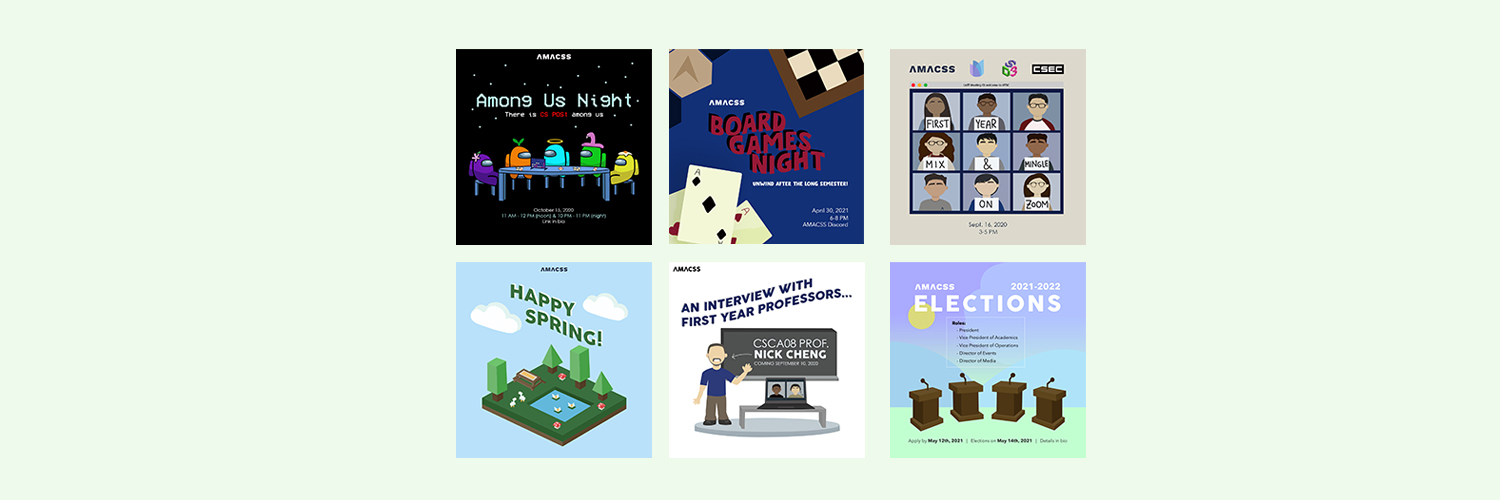 AMACSS
Among Us Night
There is CS POSt among us
October 15, 2020
11 AM - 12 PM (noon) & 10 PM - 11 PM (night)
Link in bio
AMACSS
BOARD
GAMES
NIGHT
UNWIND AFTER THE LONG SEMESTER!
A
A
April 30, 2021
6-8 PM
AMACSS Discord
AMACSS
CSEC
FIRST
YEAR
MIX
&
MINGLE
ON
ZOOM
Sept. 16, 2020
3-5 PM
AMACSS
HAPPY
SPRING!
AMACSS
AN INTERVIEW WITH
FIRST YEAR PROFESSORS...
CSCA08 PROF.
NICK CHENG
COMING SEPTEMBER 10, 2020
AMACSS
2021-2022
ELECTIONS
Roles:
- President
- Vice President of Academics
- Vice President of Operations
- Director of Events
- Director of Media
Apply by May 12th, 2021 | Elections on May 14th, 2021 | Details in bio